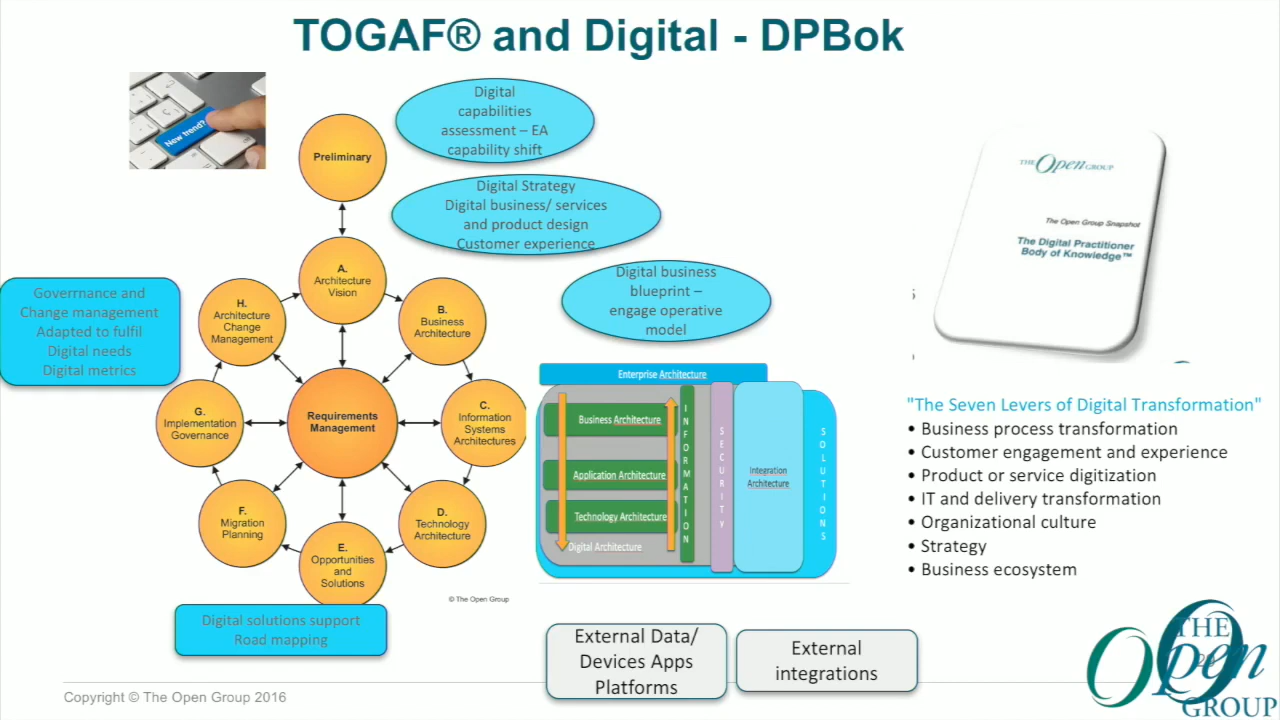 TOGAF® and Digital - DPBok
New trend?
Digital
capabilities
assessment – EA
capability shift
Preliminary
Digital Strategy
Digital business/ services
and product design
Customer experience
THE Open GROUP
The Open Group Snapshot
The Digital Practitioner
Body of Knowledge™
Digital business
blueprint –
engage operative
model
Governance and
Change management
Adapted to fulfil
Digital needs
Digital metrics
A.
Architecture
Vision
B.
Business
Architecture
H.
Architecture
Change
Management
Requirements
Management
C.
Information
Systems
Architectures
G.
Implementation
Governance
F.
Migration
Planning
D.
Technology
Architecture
E.
Opportunities
and
Solutions
© The Open Group
Digital solutions support
Road mapping
Enterprise Architecture
Business Architecture
Application Architecture
Technology Architecture
Digital Architecture
INFORMATION
SECURITY
Integration
Architecture
SOLUTIONS
"The Seven Levers of Digital Transformation"
• Business process transformation
• Customer engagement and experience
• Product or service digitization
• IT and delivery transformation
• Organizational culture
• Strategy
• Business ecosystem
External Data/
Devices Apps
Platforms
External
integrations
Copyright © The Open Group 2016
THE
Open
GROUP